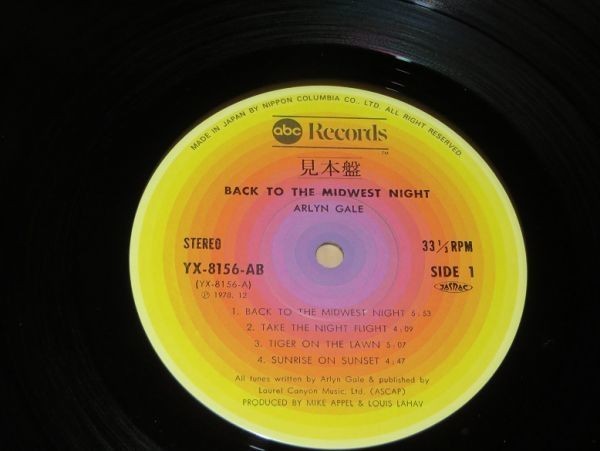 MADE IN JAPAN BY NIPPON COLUMBIA CO., LTD. ALL RIGHT RESERVED.
abc Records
TM
見本盤
BACK TO THE MIDWEST NIGHT
ARLYN GALE
STEREO
33 1/3 RPM
YX-8156-AB
SIDE 1
(YX-8156-A)
JASRAC
Ⓟ 1978. 12
1. BACK TO THE MIDWEST NIGHT 5:53
2. TAKE THE NIGHT FLIGHT 4:09
3. TIGER ON THE LAWN 5:07
4. SUNRISE ON SUNSET 4:47
All tunes written by Arlyn Gale & published by
Laurel Canyon Music, Ltd. (ASCAP)
PRODUCED BY MIKE APPEL & LOUIS LAHAV